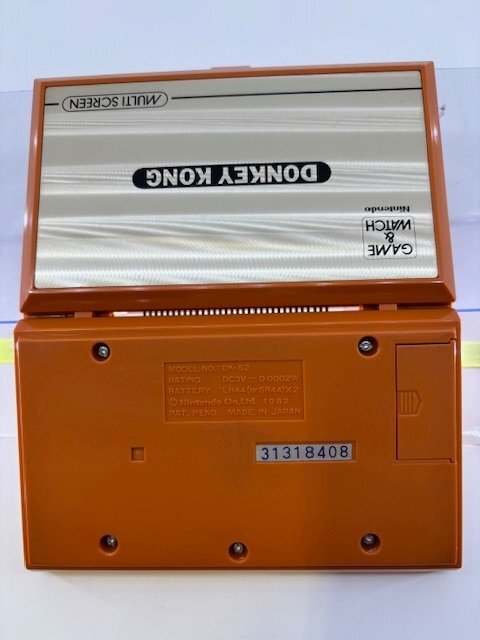 GAME
&
WATCH
Nintendo
DONKEY KONG
MULTI SCREEN
MODEL NO.: DK-52
RATING : DC3V⎓0.0002W
BATTERY : LR44(or SR44)X2
© Nintendo Co.,Ltd. 1982
PAT. PEND. MADE IN JAPAN
31318408